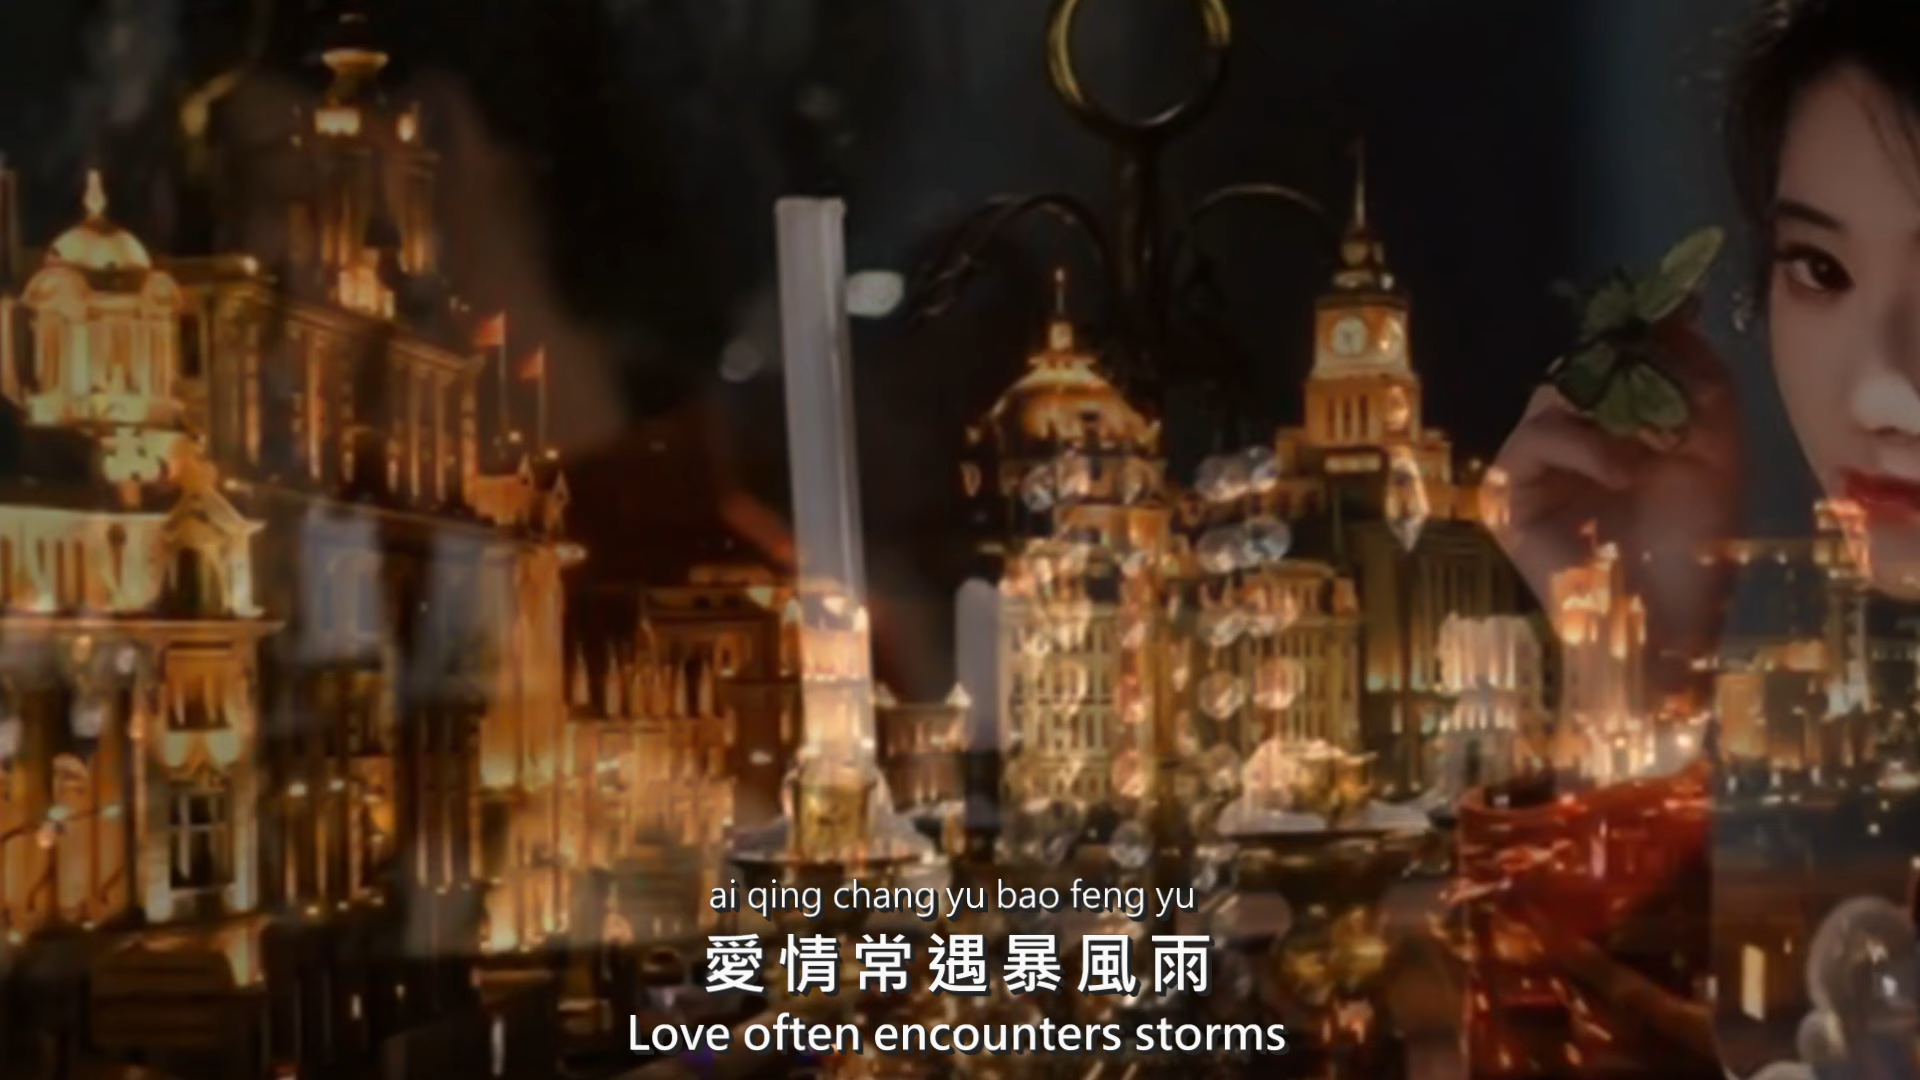 ai qing chang yu bao feng yu
愛情常遇暴風雨
Love often encounters storms